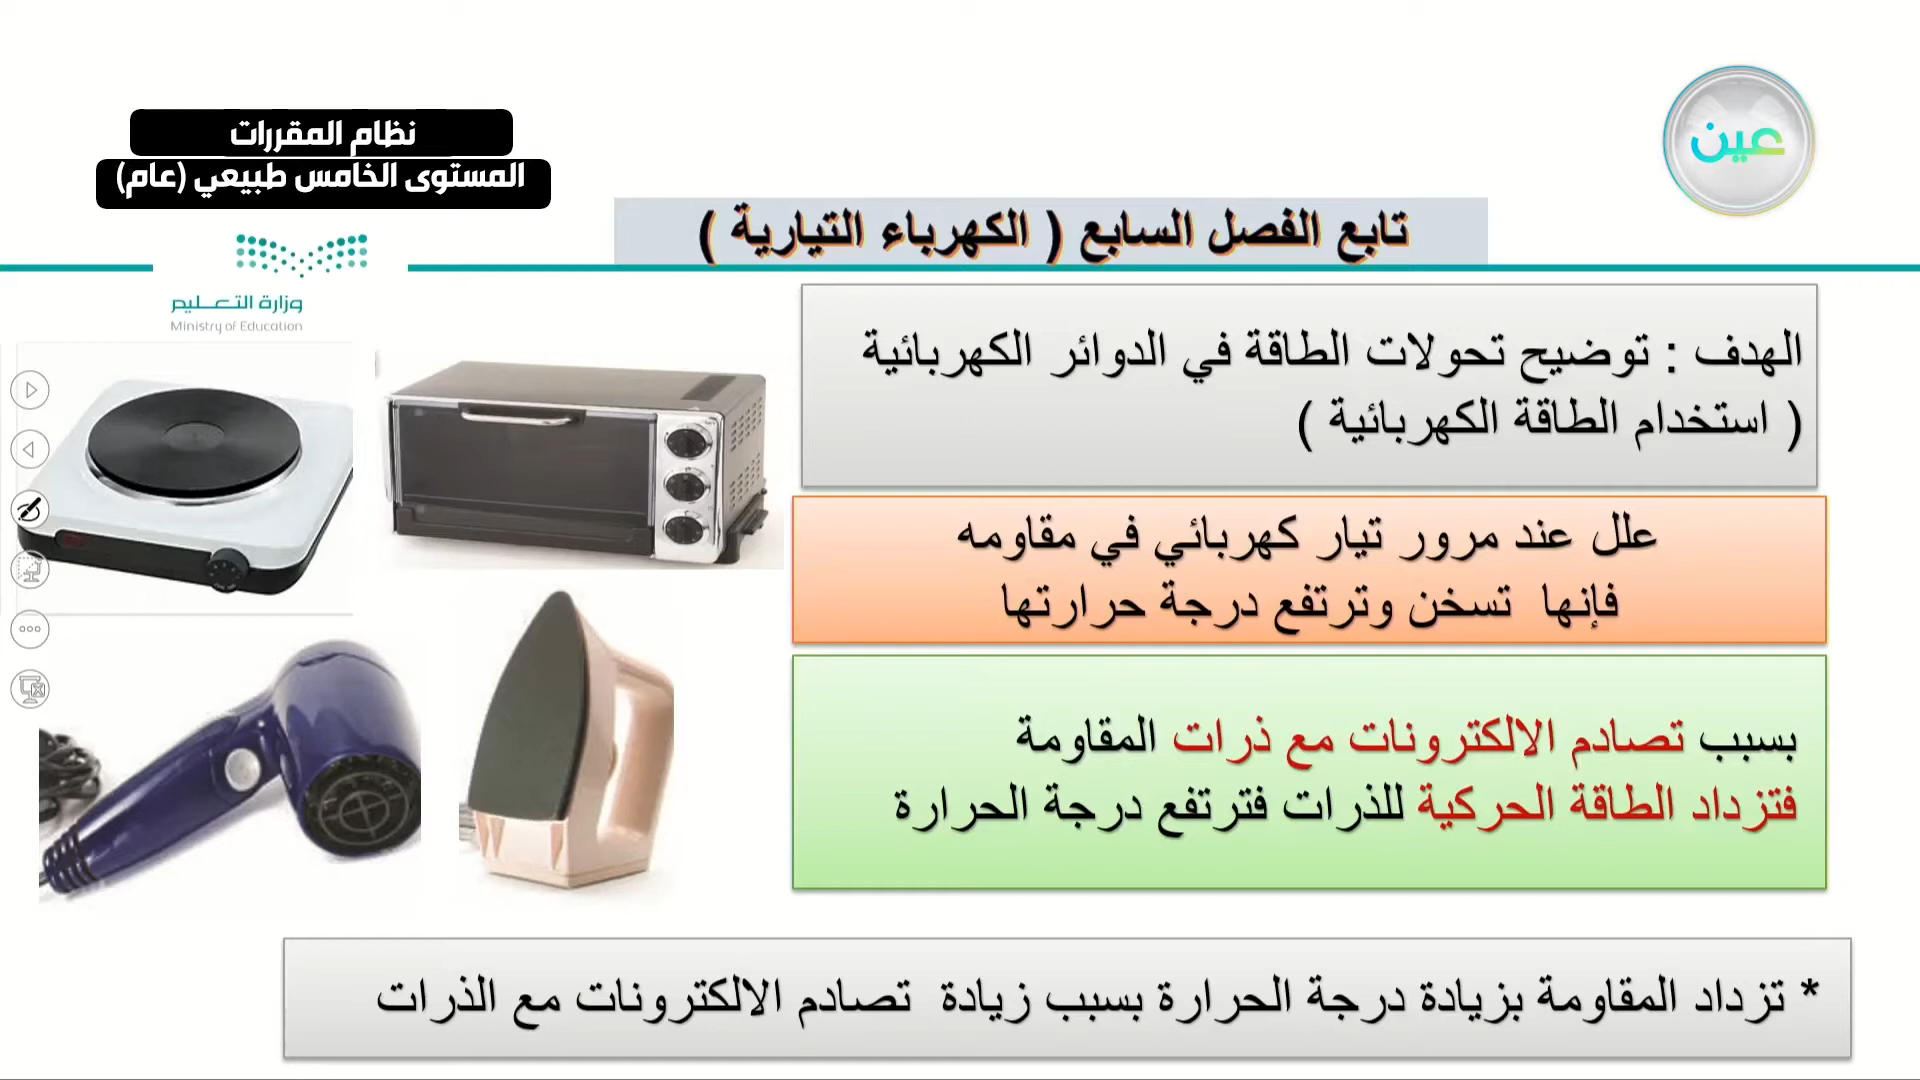 نظام المقررات
المستوى الخامس طبيعي (عام)
عين
وزارة التعليم
Ministry of Education
تابع الفصل السابع ( الكهرباء التيارية )
الهدف : توضيح تحولات الطاقة في الدوائر الكهربائية
( استخدام الطاقة الكهربائية )
علل عند مرور تيار كهربائي في مقاومه
فإنها تسخن وترتفع درجة حرارتها
بسبب تصادم الالكترونات مع ذرات المقاومة
فتزداد الطاقة الحركية للذرات فترتفع درجة الحرارة
* تزداد المقاومة بزيادة درجة الحرارة بسبب زيادة تصادم الالكترونات مع الذرات